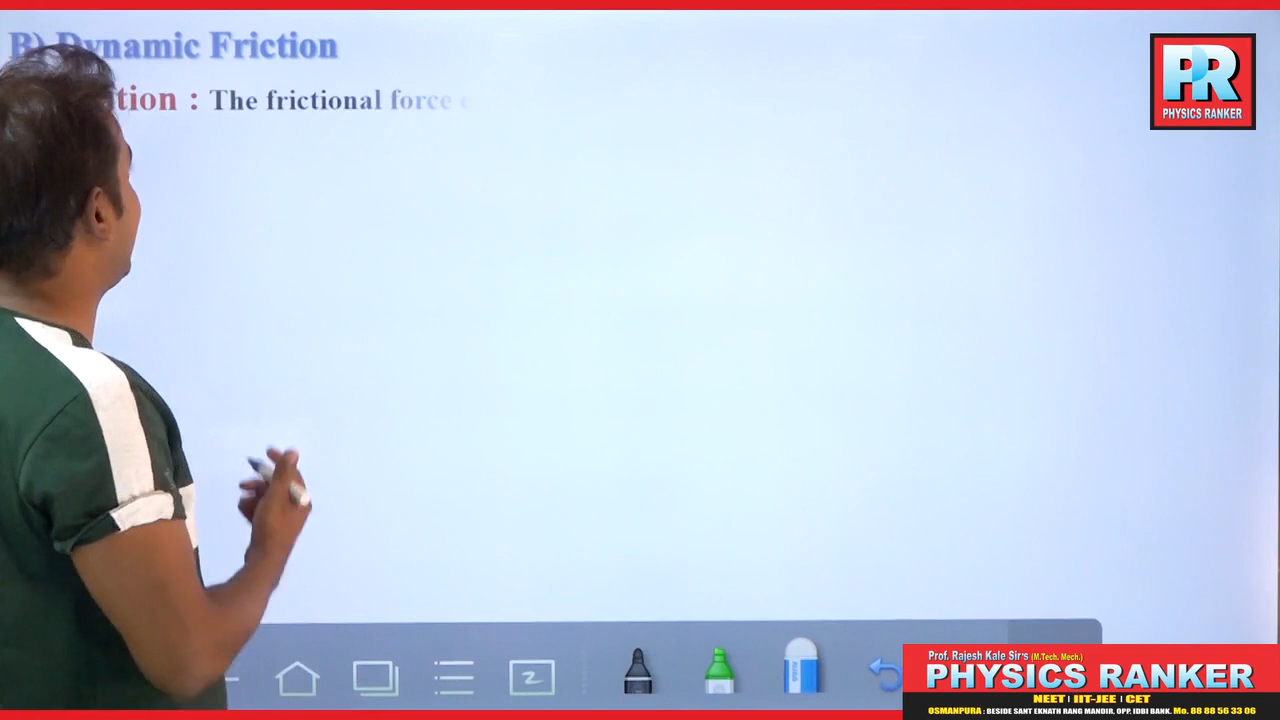 B) Dynamic Friction
tion : The frictional force
PR
PHYSICS RANKER
Prof. Rajesh Kale Sir's (M.Tech. Mech.)
PHYSICS RANKER
NEET | IIT-JEE | CET
OSMANPURA : BESIDE SANT EKNATH RANG MANDIR, OPP. IDBI BANK. Mo. 88 88 56 33 06